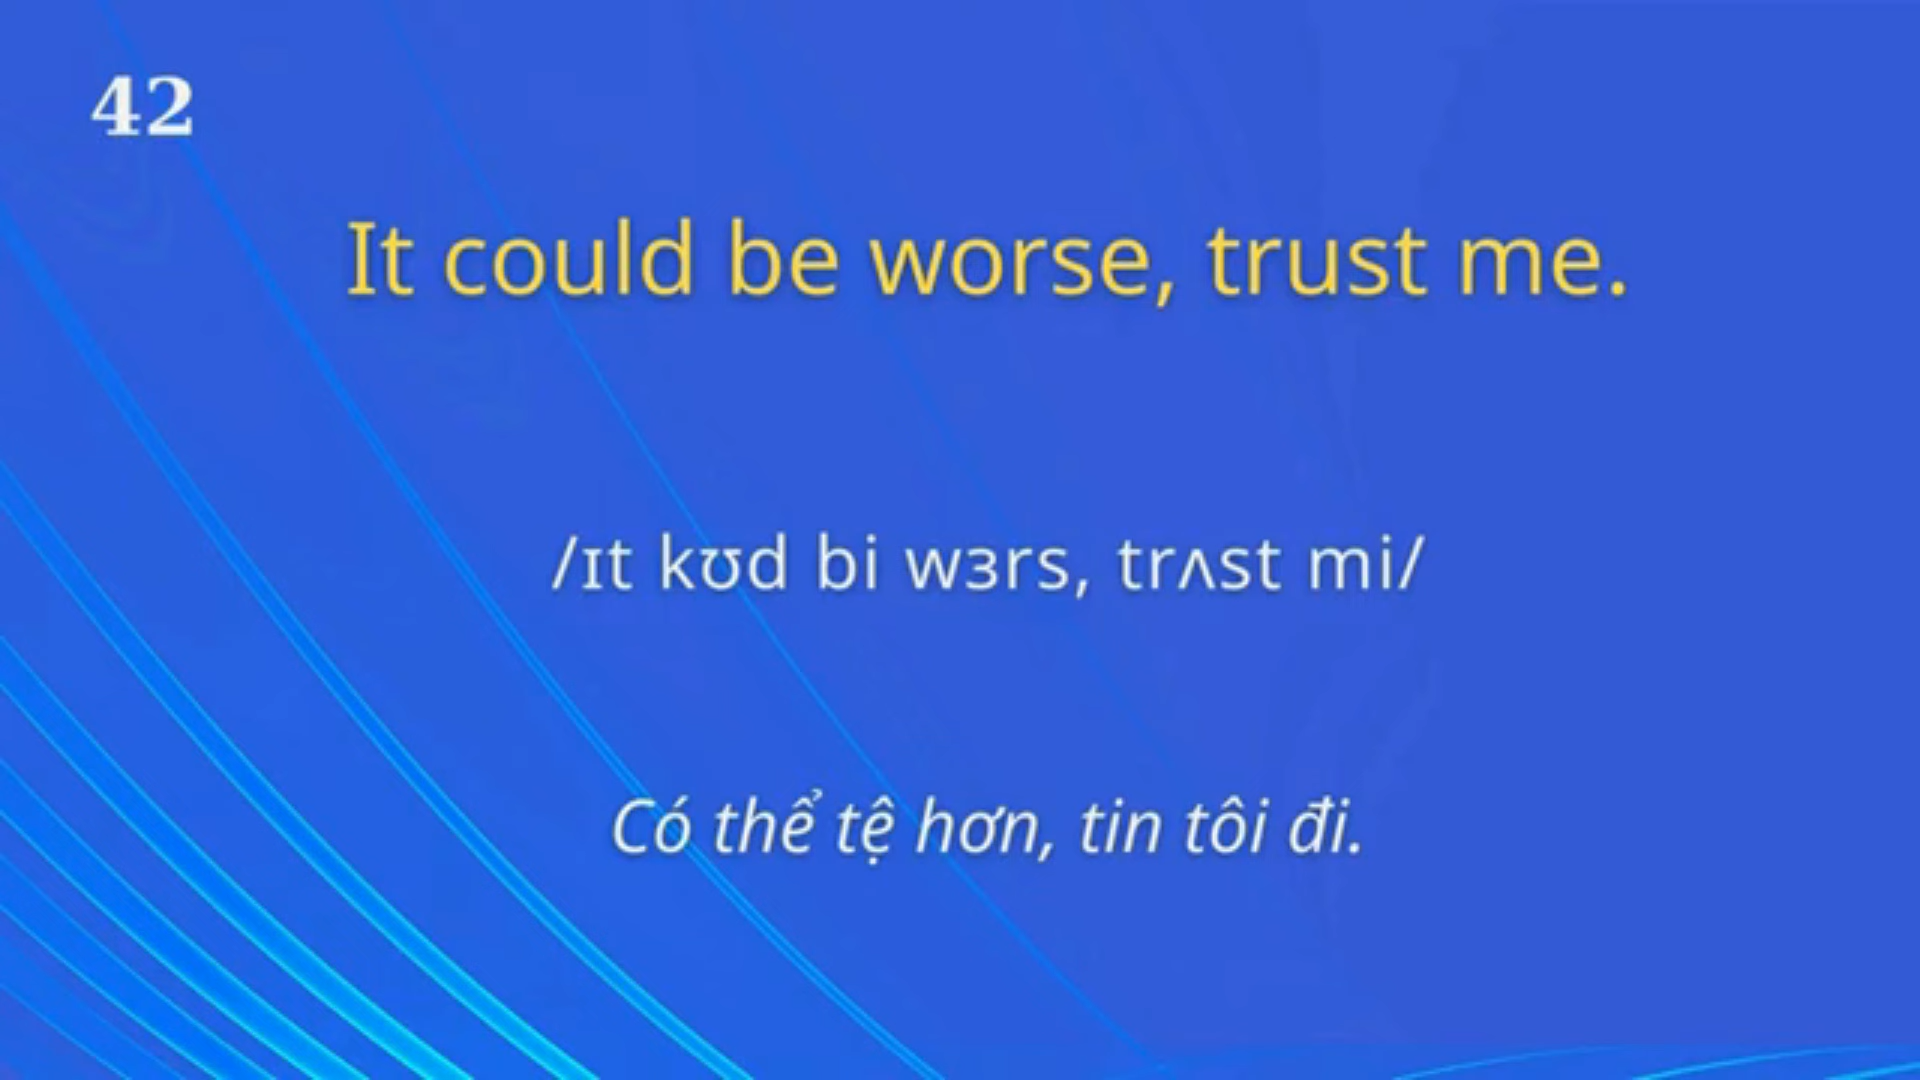 42
It could be worse, trust me.
/ɪt kʊd bi wɜrs, trʌst mi/
Có thể tệ hơn, tin tôi đi.